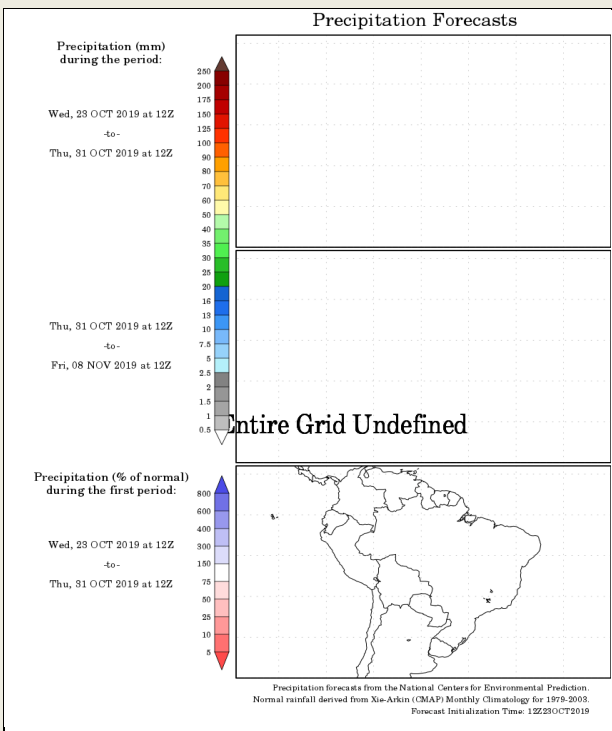 Precipitation Forecasts
Precipitation (mm)
during the period:
Wed, 23 OCT 2019 at 12Z
-to-
Thu, 31 OCT 2019 at 12Z
250
200
175
150
125
100
90
80
70
60
50
40
35
30
25
20
16
13
10
7.5
5
2.5
2
1.5
1
0.5
Thu, 31 OCT 2019 at 12Z
-to-
Fri, 08 NOV 2019 at 12Z
Entire Grid Undefined
Precipitation (% of normal)
during the first period:
Wed, 23 OCT 2019 at 12Z
-to-
Thu, 31 OCT 2019 at 12Z
800
600
400
300
150
75
50
25
10
5
Precipitation forecasts from the National Centers for Environmental Prediction.
Normal rainfall derived from Xie-Arkin (CMAP) Monthly Climatology for 1979-2003.
Forecast Initialization Time: 12Z23OCT2019